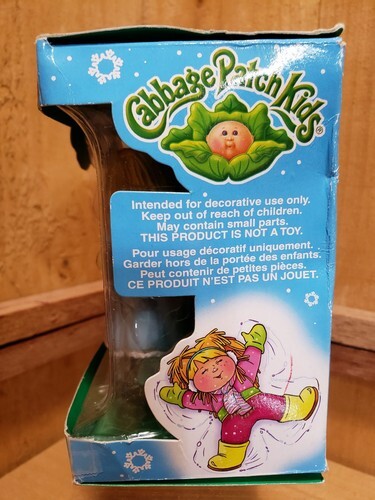 Cabbage Patch Kids®
Intended for decorative use only.
Keep out of reach of children.
May contain small parts.
THIS PRODUCT IS NOT A TOY.
Pour usage décoratif uniquement.
Garder hors de la portée des enfants.
Peut contenir de petites pièces.
CE PRODUIT N'EST PAS UN JOUET.